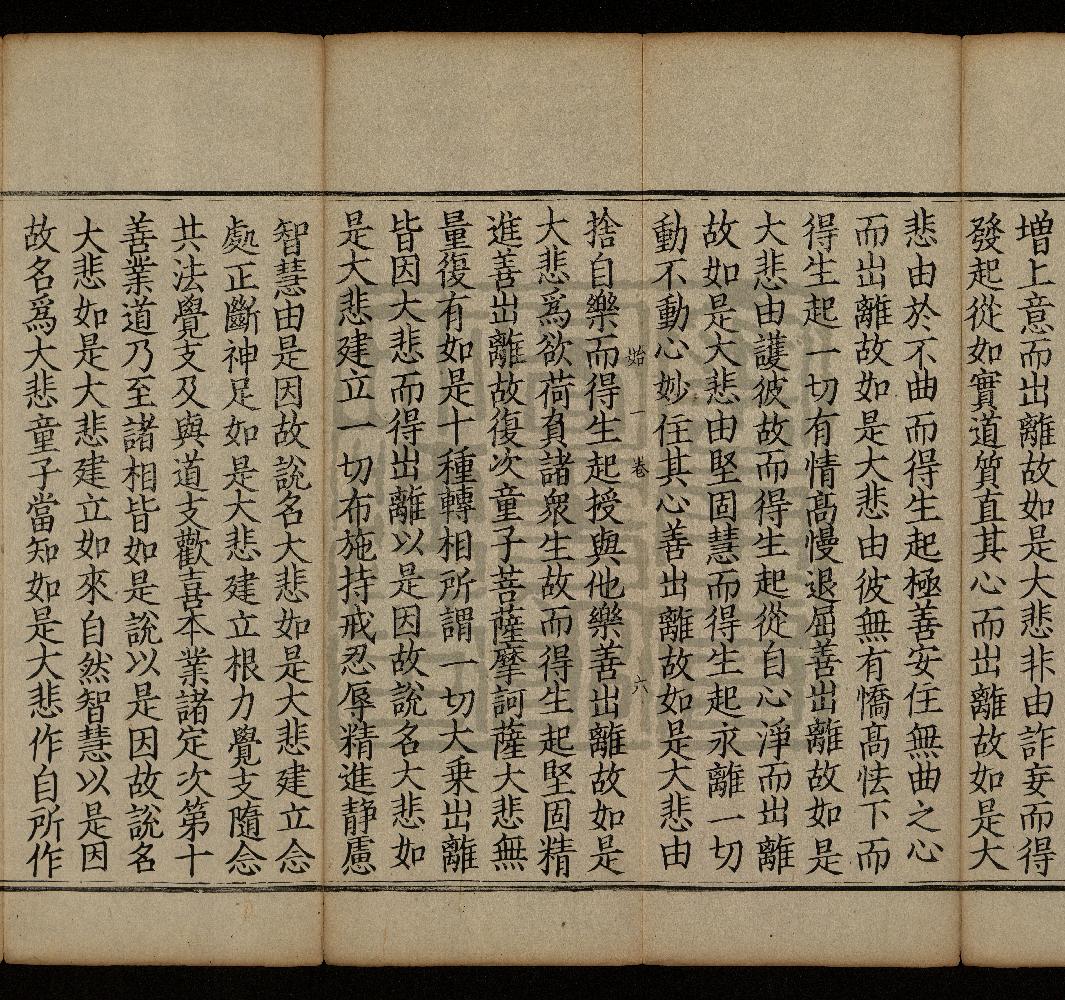 增上意而出離故如是大悲非由詐妄而得
發起從如實道質直其心而出離故如是大
悲由於不曲而得生起極善安住無曲之心
而出離故如是大悲由彼無有憍髙怯下而
得生起一切有情髙慢退屈善出離故如是
大悲由護彼故而得生起從自心淨而出離
故如是大悲由堅固慧而得生起永離一切
動不動心妙住其心善出離故如是大悲由
始一卷 六
捨自樂而得生起授與他樂善出離故如是
大悲爲欲荷負諸衆生故而得生起堅固精
進善出離故復次童子菩薩摩訶薩大悲無
量復有如是十種轉相所謂一切大乗出離
皆因大悲而得出離以是因故説名大悲如
是大悲建立一切布施持戒忍辱精進静慮
智慧由是因故説名大悲如是大悲建立念
處正斷神足如是大悲建立根力覺支隨念
共法覺支及與道支歡喜本業諸定次第十
善業道乃至諸相皆如是説以是因故説名
大悲如是大悲建立如來自然智慧以是因
故名爲大悲童子當知如是大悲作自所作